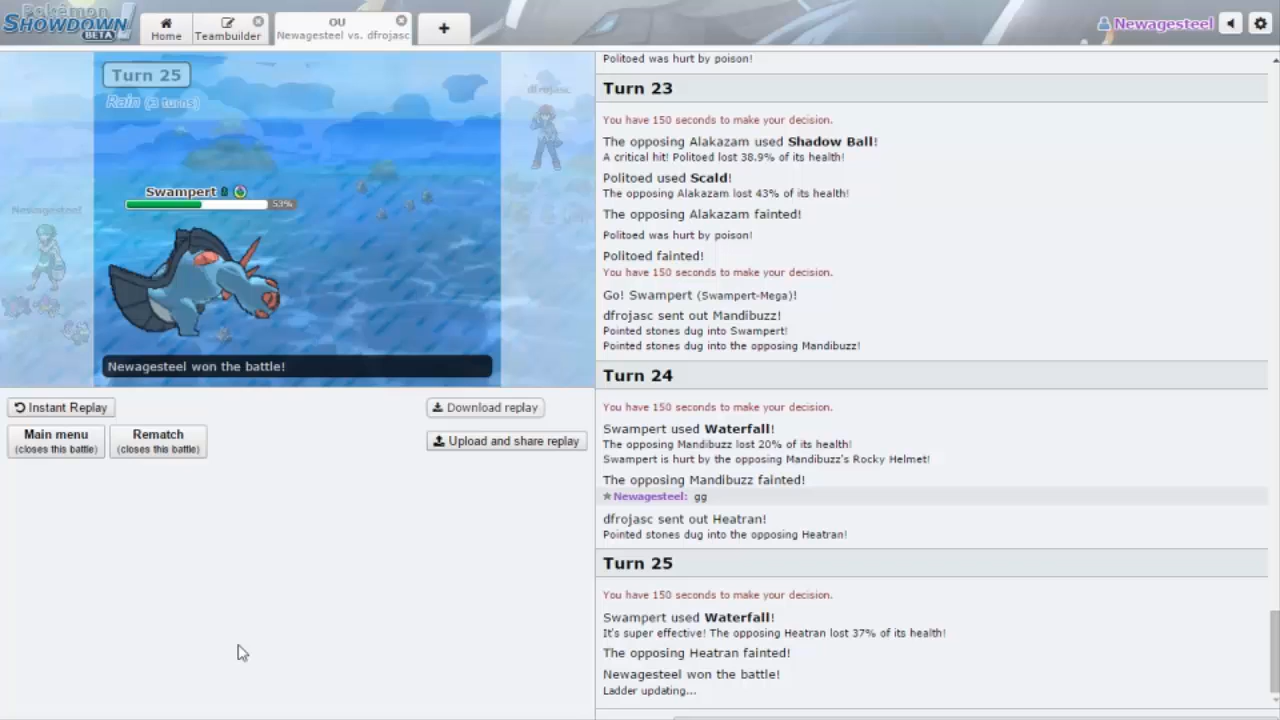 Pokémon
Showdown!
BETA
Home
Teambuilder
OU
Newagesteel vs. dfrojasc
+
Newagesteel
Turn 25
Rain (3 turns)
dfrojasc
Newagesteel
Swampert
53%
Newagesteel won the battle!
Instant Replay
Download replay
Main menu
(closes this battle)
Rematch
(closes this battle)
Upload and share replay
Politoed was hurt by poison!
Turn 23
You have 150 seconds to make your decision.
The opposing Alakazam used Shadow Ball!
A critical hit! Politoed lost 38.9% of its health!
Politoed used Scald!
The opposing Alakazam lost 43% of its health!
The opposing Alakazam fainted!
Politoed was hurt by poison!
Politoed fainted!
You have 150 seconds to make your decision.
Go! Swampert (Swampert-Mega)!
dfrojasc sent out Mandibuzz!
Pointed stones dug into Swampert!
Pointed stones dug into the opposing Mandibuzz!
Turn 24
You have 150 seconds to make your decision.
Swampert used Waterfall!
The opposing Mandibuzz lost 20% of its health!
Swampert is hurt by the opposing Mandibuzz's Rocky Helmet!
The opposing Mandibuzz fainted!
★Newagesteel: gg
dfrojasc sent out Heatran!
Pointed stones dug into the opposing Heatran!
Turn 25
You have 150 seconds to make your decision.
Swampert used Waterfall!
It's super effective! The opposing Heatran lost 37% of its health!
The opposing Heatran fainted!
Newagesteel won the battle!
Ladder updating...